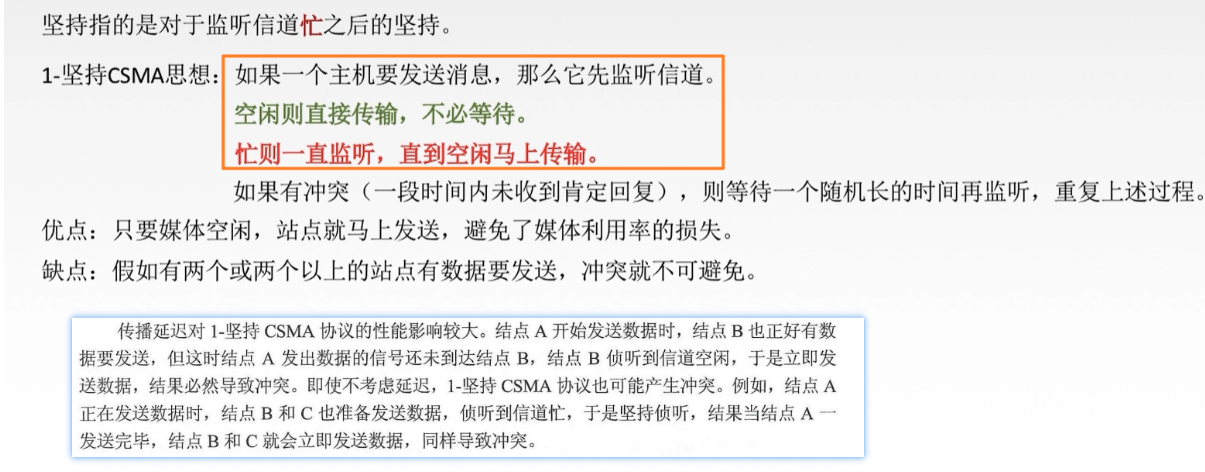 坚持指的是对于监听信道忙之后的坚持。
1-坚持CSMA思想：如果一个主机要发送消息，那么它先监听信道。
空闲则直接传输，不必等待。
忙则一直监听，直到空闲马上传输。
如果有冲突（一段时间内未收到肯定回复），则等待一个随机长的时间再监听，重复上述过程。
优点：只要媒体空闲，站点就马上发送，避免了媒体利用率的损失。
缺点：假如有两个或两个以上的站点有数据要发送，冲突就不可避免。
传播延迟对 1-坚持 CSMA 协议的性能影响较大。结点 A 开始发送数据时，结点 B 也正好有数
据要发送，但这时结点 A 发出数据的信号还未到达结点 B，结点 B 侦听到信道空闲，于是立即发
送数据，结果必然导致冲突。即使不考虑延迟，1-坚持 CSMA 协议也可能产生冲突。例如，结点 A
正在发送数据时，结点 B 和 C 也准备发送数据，侦听到信道忙，于是坚持侦听，结果当结点 A 一
发送完毕，结点 B 和 C 就会立即发送数据，同样导致冲突。